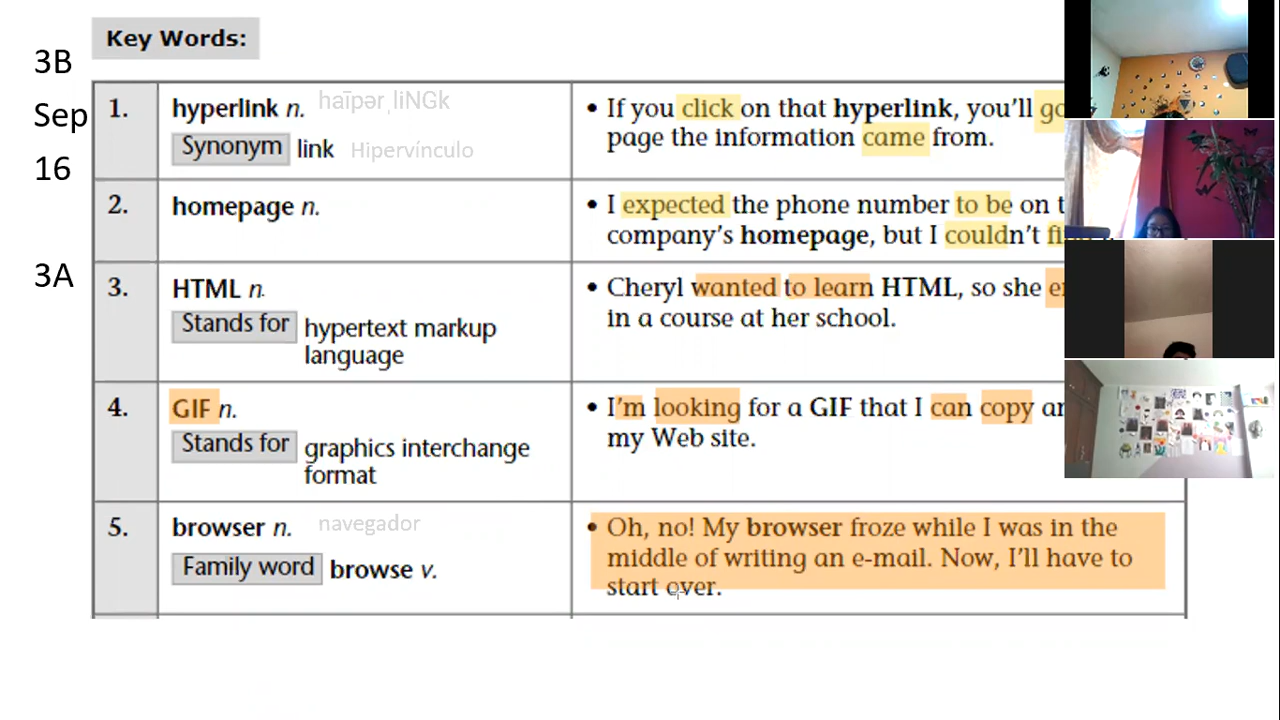 Key Words:
3B
Sep
16
3A
1.
hyperlink n. haīpərˌliNGk
Synonym link Hipervínculo
• If you click on that hyperlink, you'll go
page the information came from.
2.
homepage n.
• I expected the phone number to be on
company's homepage, but I couldn't
3.
HTML n.
Stands for hypertext markup
language
• Cheryl wanted to learn HTML, so she
in a course at her school.
4.
GIF n.
Stands for graphics interchange
format
• I'm looking for a GIF that I can copy
my Web site.
5.
browser n. navegador
Family word browse v.
• Oh, no! My browser froze while I was in the
middle of writing an e-mail. Now, I'll have to
start over.